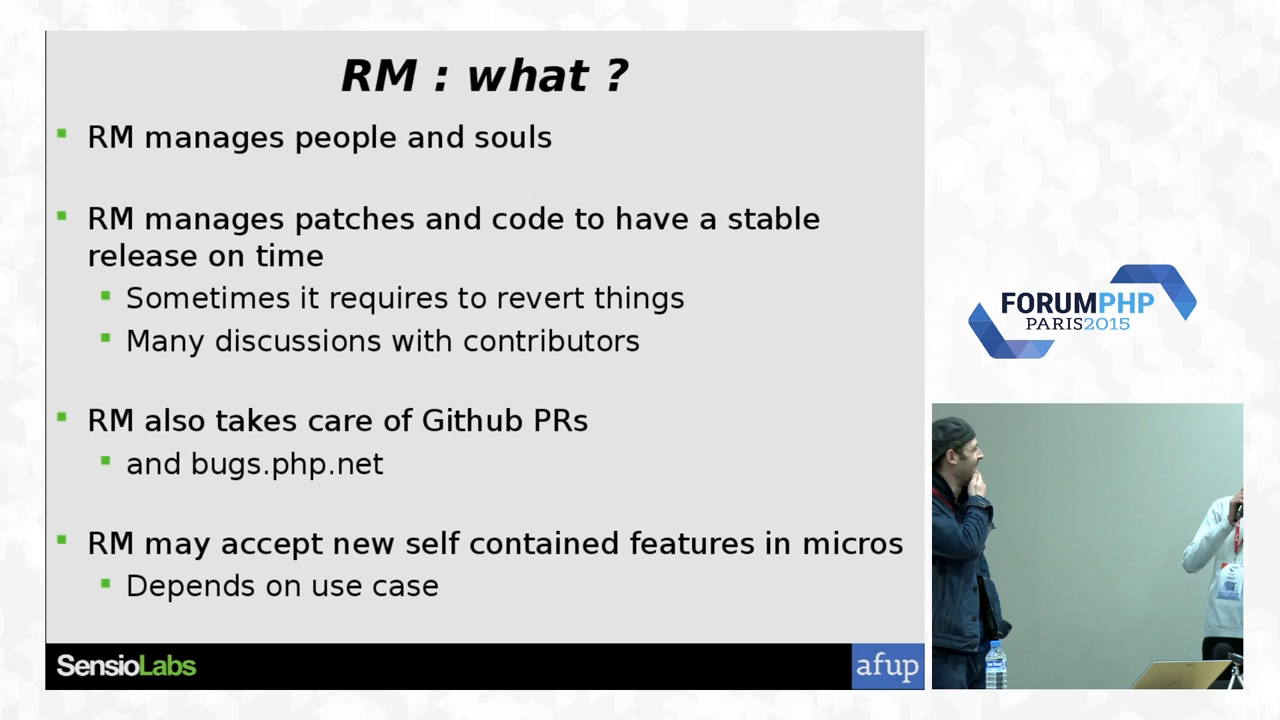 RM : what ?
RM manages people and souls
RM manages patches and code to have a stable
release on time
Sometimes it requires to revert things
Many discussions with contributors
RM also takes care of Github PRs
and bugs.php.net
RM may accept new self contained features in micros
Depends on use case
SensioLabs
afup
FORUMPHP
PARIS2015